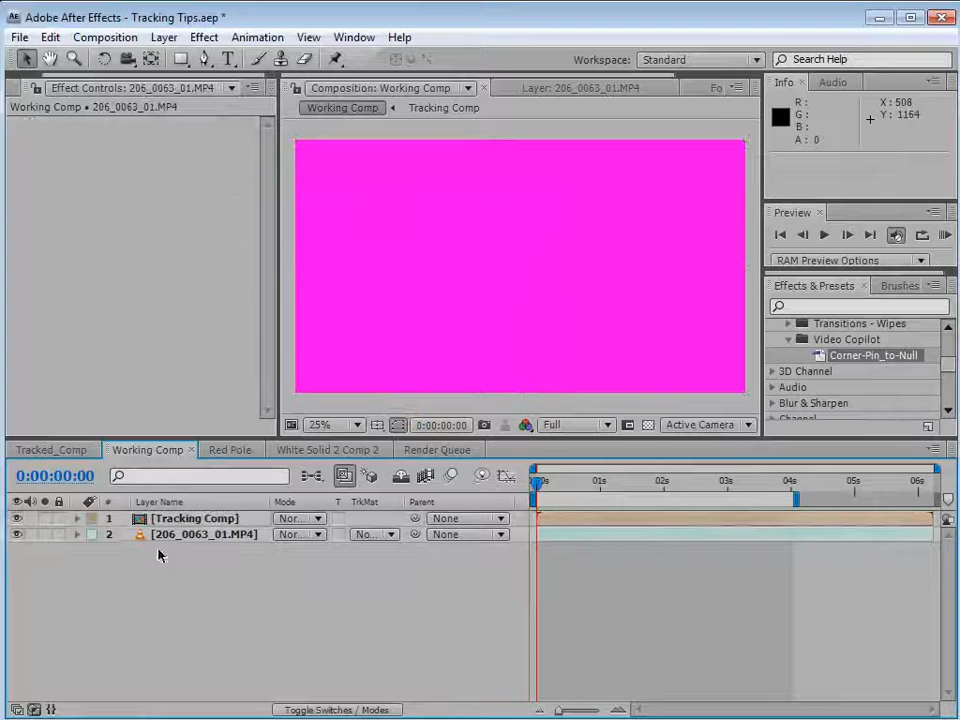 Adobe After Effects - Tracking Tips.aep *
File Edit Composition Layer Effect Animation View Window Help
Workspace: Standard Search Help
Effect Controls: 206_0063_01.MP4
Working Comp • 206_0063_01.MP4
Composition: Working Comp Layer: 206_0063_01.MP4 Fo
Working Comp Tracking Comp
Info Audio
R: X: 508
G: Y: 1164
B:
A: 0
Preview
RAM Preview Options
Effects & Presets Brushes
Transitions - Wipes
Video Copilot
Corner-Pin_to-Null
3D Channel
Audio
Blur & Sharpen
Channel
25% 0:00:00:00 Full Active Camera
Tracked_Comp Working Comp Red Pole White Solid 2 Comp 2 Render Queue
0:00:00:00 01s 02s 03s 04s 05s 06s
# Layer Name Mode T TrkMat Parent
1 [Tracking Comp] Nor... None
2 [206_0063_01.MP4] Nor... No... None
Toggle Switches / Modes